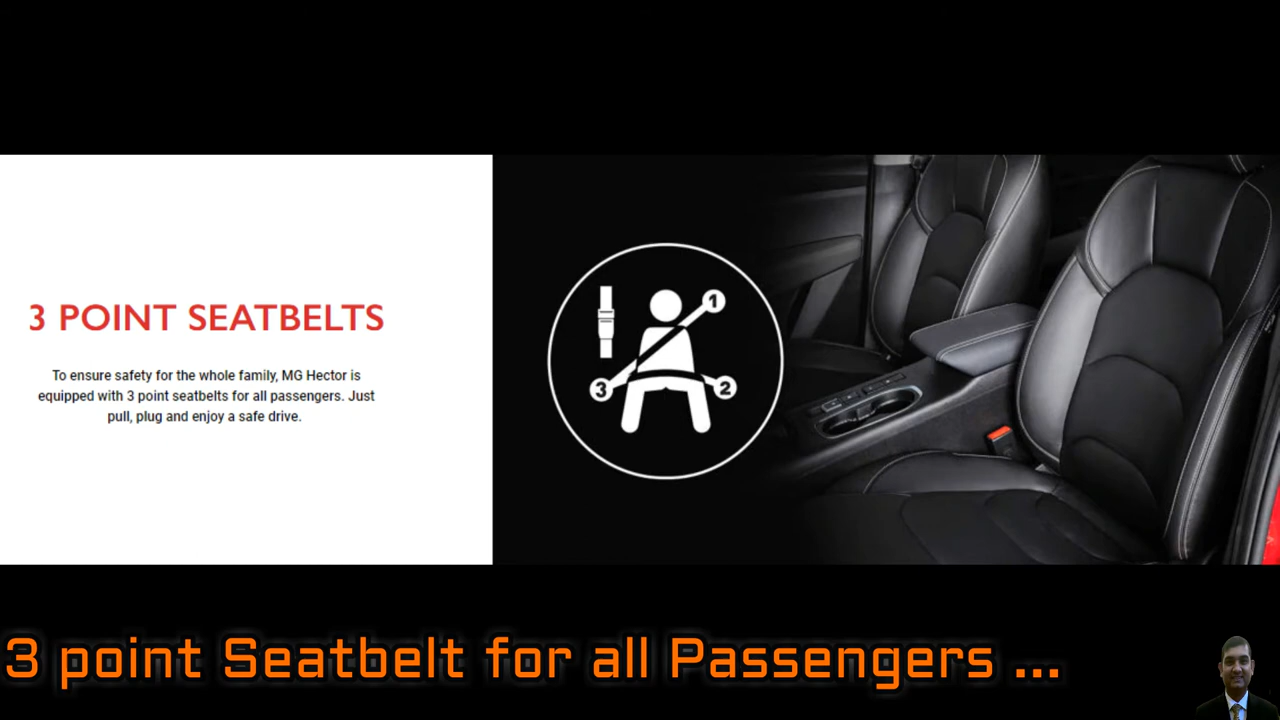 3 POINT SEATBELTS
To ensure safety for the whole family, MG Hector is
equipped with 3 point seatbelts for all passengers. Just
pull, plug and enjoy a safe drive.
1
3
2
3 point Seatbelt for all Passengers ...